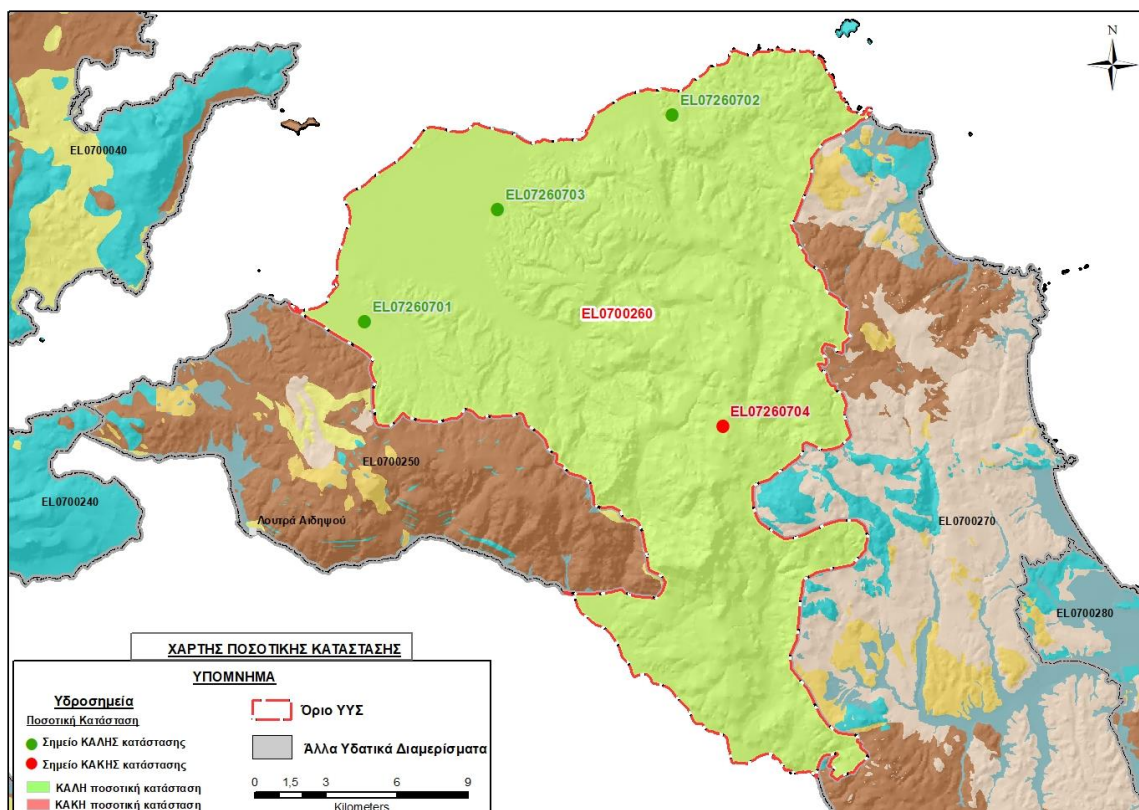 N
EL07260702
EL0700040
EL07260703
EL07260701
EL0700260
EL07260704
EL0700250
EL0700240
Λουτρά Αιδηψού
EL0700270
EL0700280
ΧΑΡΤΗΣ ΠΟΣΟΤΙΚΗΣ ΚΑΤΑΣΤΑΣΗΣ
ΥΠΟΜΝΗΜΑ
Υδροσημεία
Ποσοτική Κατάσταση
Σημείο ΚΑΛΗΣ κατάστασης
Σημείο ΚΑΚΗΣ κατάστασης
ΚΑΛΗ ποσοτική κατάσταση
ΚΑΚΗ ποσοτική κατάσταση
Όριο ΥΥΣ
Άλλα Υδατικά Διαμερίσματα
0 1,5 3 6 9
Kilometers